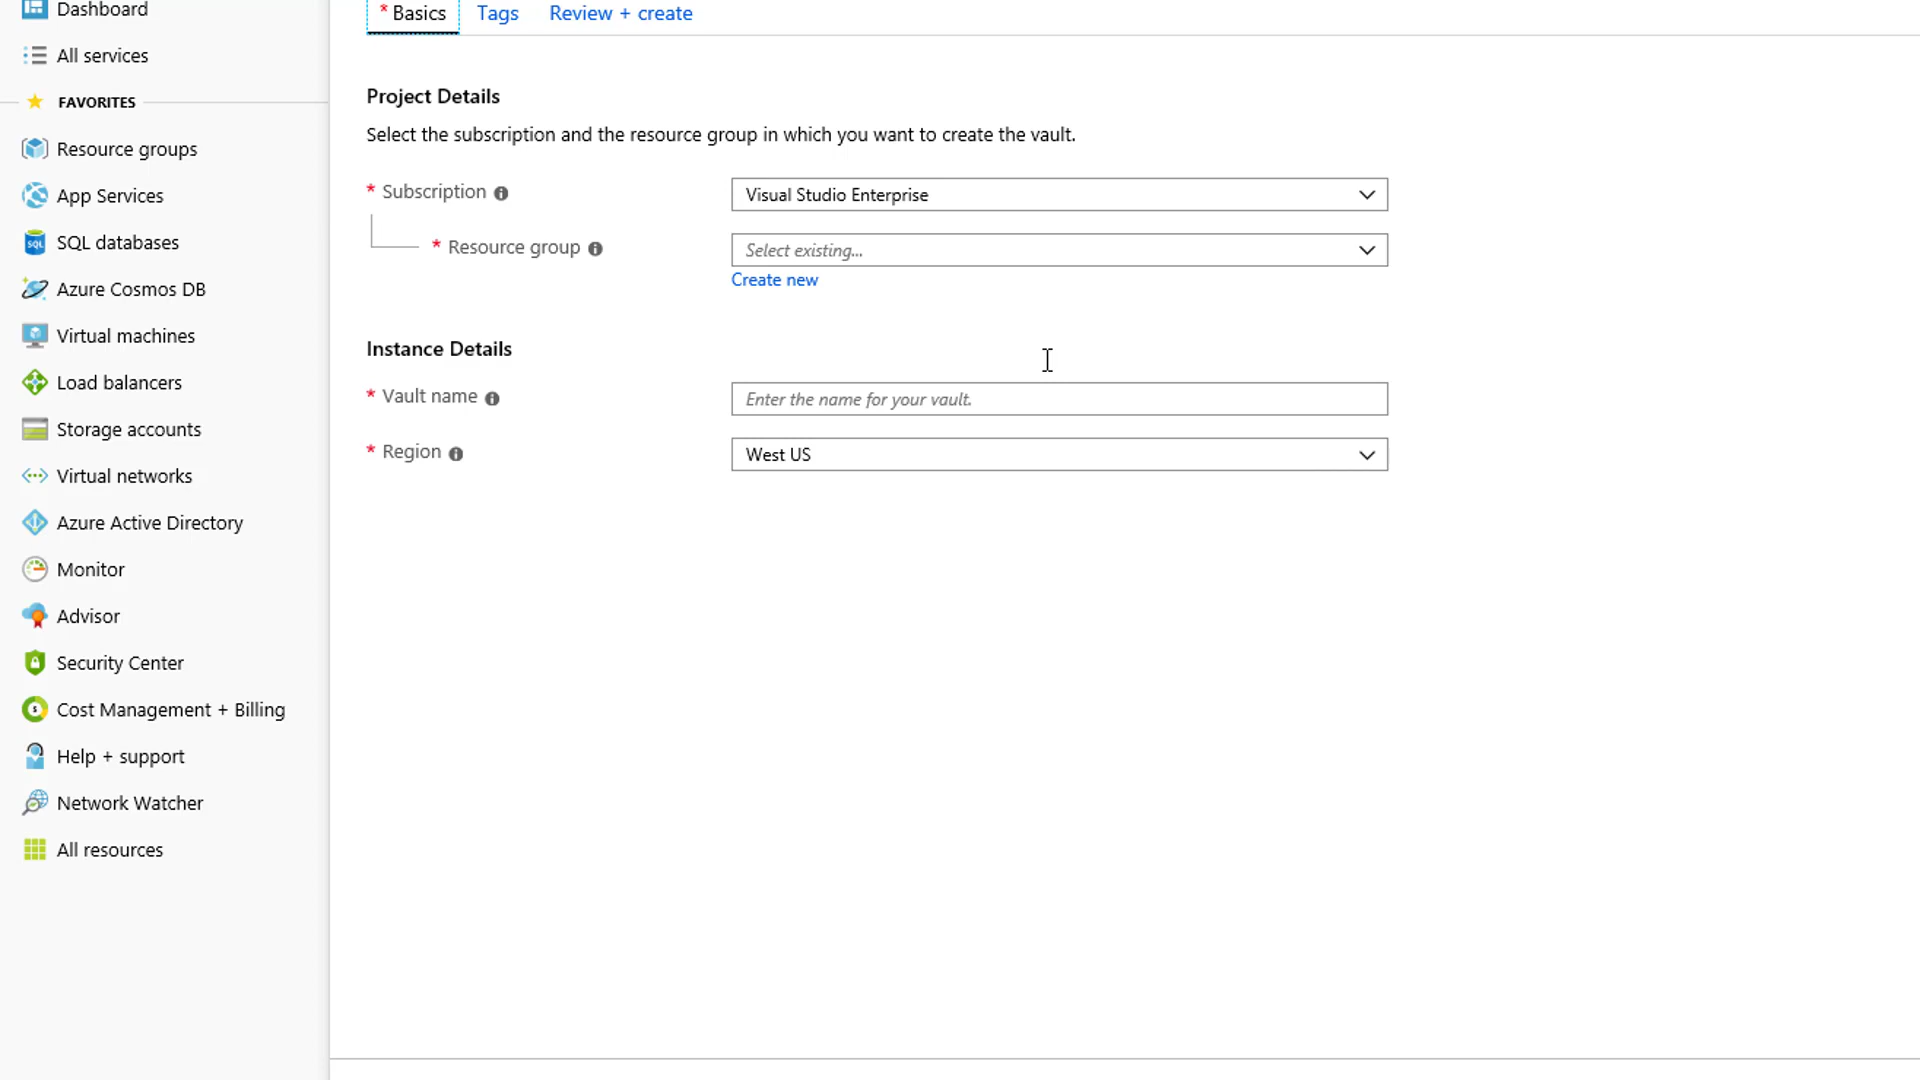 Dashboard
All services
FAVORITES
Resource groups
App Services
SQL databases
Azure Cosmos DB
Virtual machines
Load balancers
Storage accounts
Virtual networks
Azure Active Directory
Monitor
Advisor
Security Center
Cost Management + Billing
Help + support
Network Watcher
All resources
* Basics Tags Review + create
Project Details
Select the subscription and the resource group in which you want to create the vault.
* Subscription Visual Studio Enterprise
* Resource group Select existing...
Create new
Instance Details
* Vault name Enter the name for your vault.
* Region West US